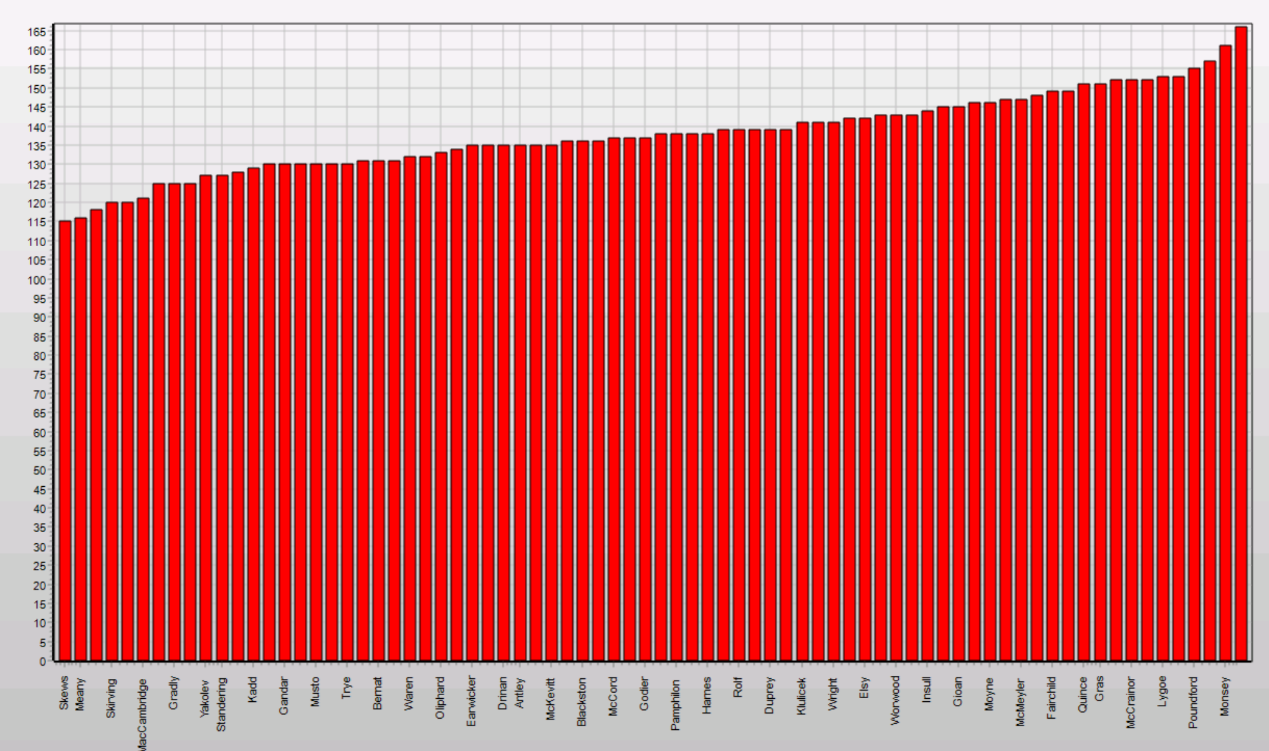 165
160
155
150
145
140
135
130
125
120
115
110
105
100
95
90
85
80
75
70
65
60
55
50
45
40
35
30
25
20
15
10
5
0
Skews
Meany
Skirving
MacCambridge
Gradly
Yakolev
Standering
Kadd
Gandar
Musto
Trye
Bernat
Waren
Oliphard
Earwicker
Drinan
Antley
McKevitt
Blackston
McCord
Godier
Pamphilon
Harnes
Rolf
Duprey
Klulicek
Wright
Elsy
Worwood
Insull
Gioan
Moyne
McMeyler
Fairchild
Quince
Gras
McCrainor
Lygoe
Poundford
Monsey